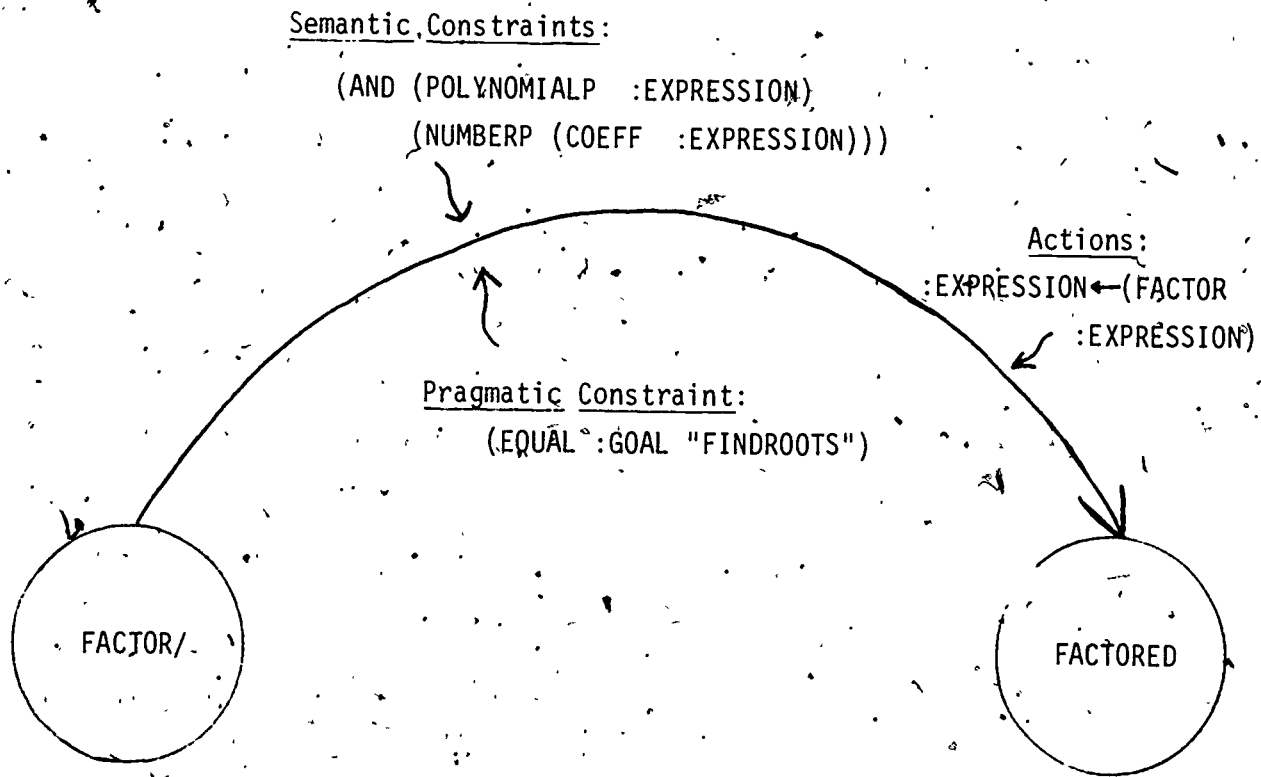 Semantic Constraints:
(AND (POLYNOMIALP :EXPRESSION)
(NUMBERP (COEFF :EXPRESSION)))
Actions:
:EXPRESSION←(FACTOR
:EXPRESSION)
Pragmatic Constraint:
(EQUAL :GOAL "FINDROOTS")
FACTOR/
FACTORED